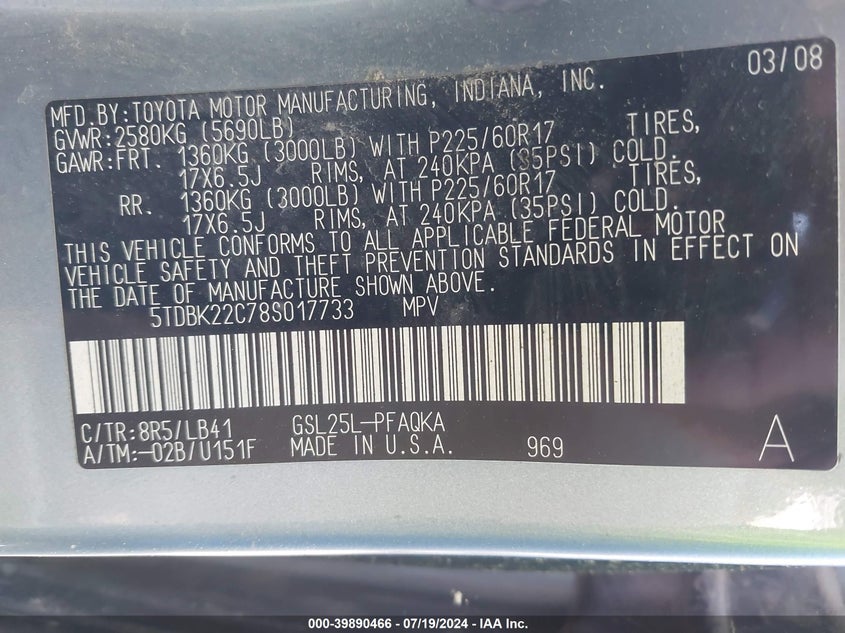 03/08
MFD.BY:TOYOTA MOTOR MANUFACTURING, INDIANA, INC.
GVWR:2580KG (5690LB)
GAWR:FRT. 1360KG (3000LB) WITH P225/60R17 TIRES,
17X6.5J RIMS, AT 240KPA (35PSI) COLD.
RR. 1360KG (3000LB) WITH P225/60R17 TIRES,
17X6.5J RIMS, AT 240KPA (35PSI) COLD.
THIS VEHICLE CONFORMS TO ALL APPLICABLE FEDERAL MOTOR
VEHICLE SAFETY AND THEFT PREVENTION STANDARDS IN EFFECT ON
THE DATE OF MANUFACTURE SHOWN ABOVE.
5TDBK22C78S017733 MPV
C/TR:8R5/LB41 GSL25L-PFAQKA
A/TM:-02B/U151F MADE IN U.S.A. 969 A
000-39890466 - 07/19/2024 - IAA Inc.